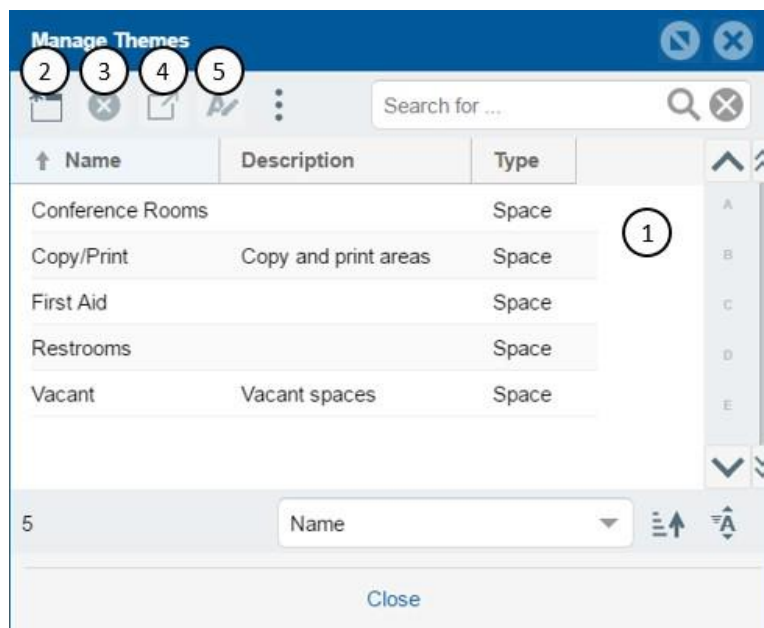 Manage Themes
2 3 4 5
Search for ...
Name Description Type
Conference Rooms Space
1
A
Copy/Print Copy and print areas Space
B
First Aid Space
C
Restrooms Space
D
Vacant Vacant spaces Space
E
5 Name A
Close